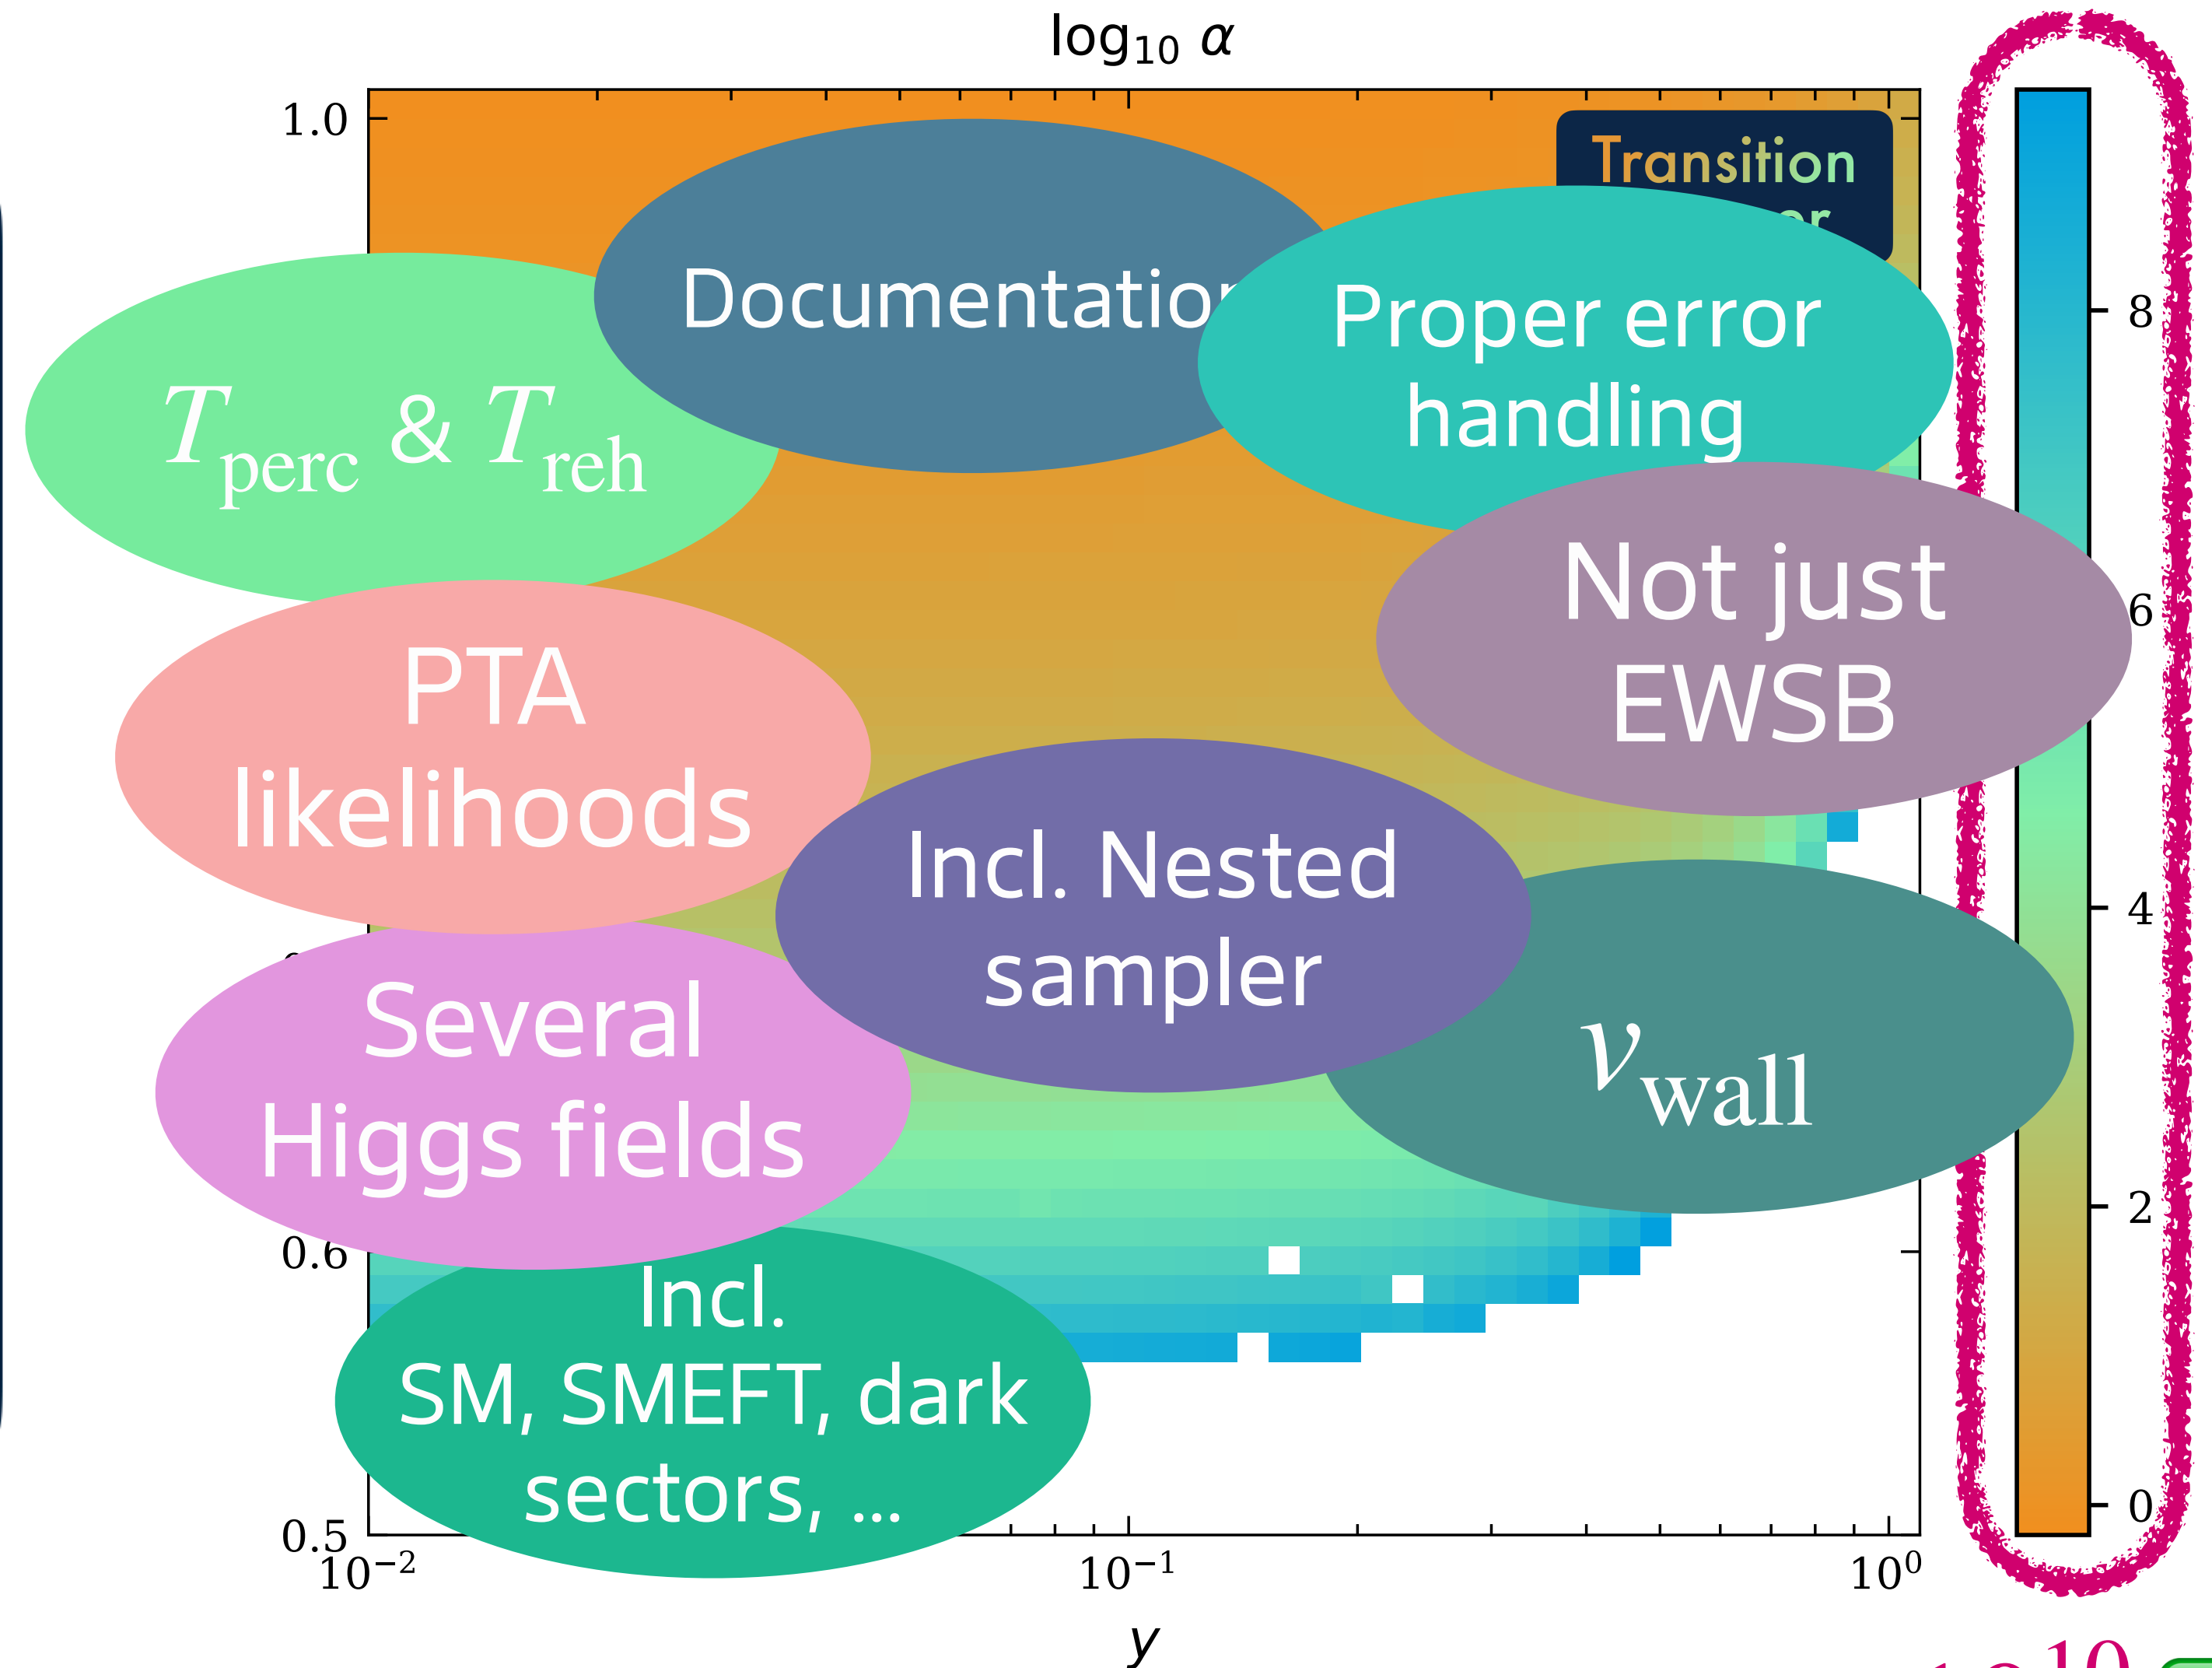 log₁₀ α
1.0
Transition
Documentation
Proper error
handling
8
T_perc & T_reh
Not just
EWSB
6
PTA
likelihoods
Incl. Nested
sampler
4
Several
Higgs fields
v_wall
2
0.6
Incl.
SM, SMEFT, dark
sectors, ...
0
0.5
10⁻²
10⁻¹
10⁰
y